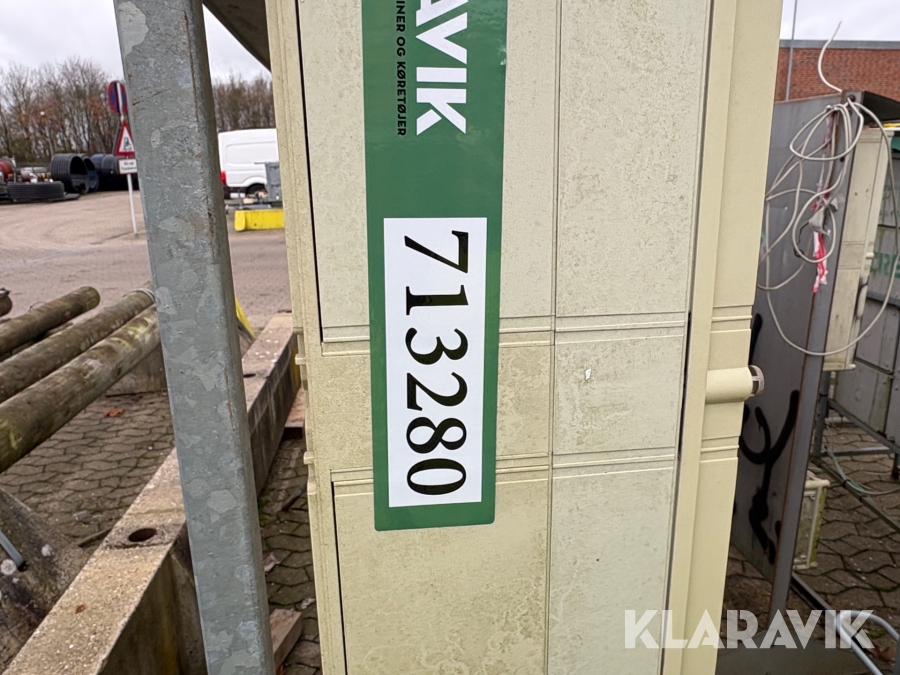 AVIK
INER OG KØRETØJER
713280
KLARAVIK